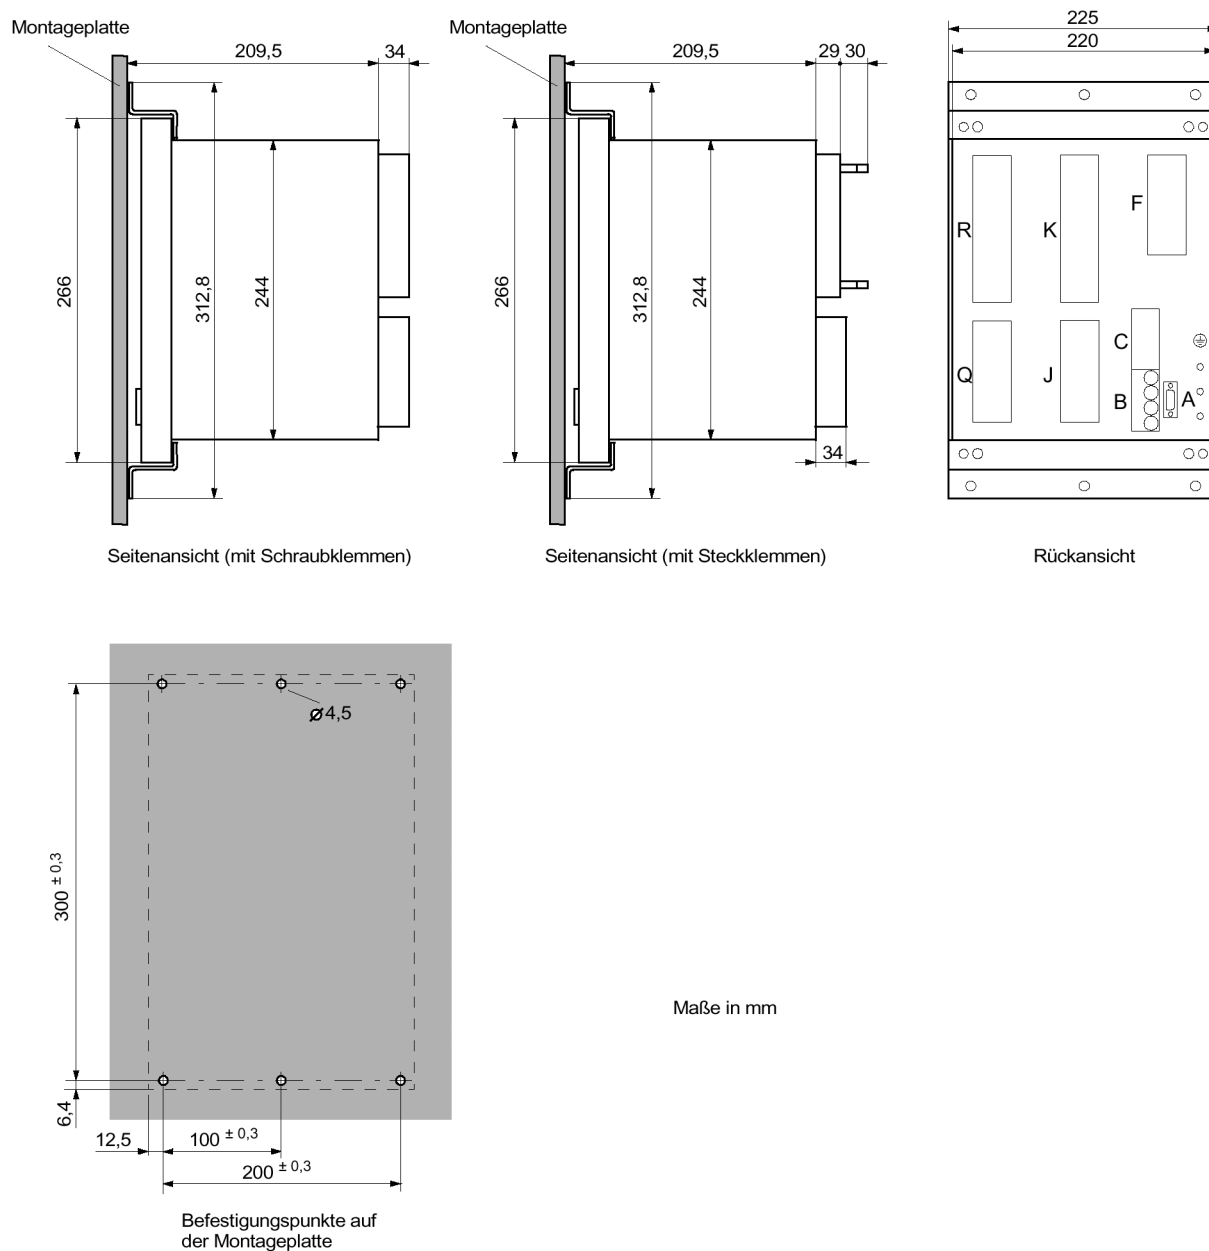 Montageplatte
209,5
34
266
312,8
244
Seitenansicht (mit Schraubklemmen)
Montageplatte
209,5
29
30
266
312,8
244
34
Seitenansicht (mit Steckklemmen)
225
220
R
K
F
Q
J
C
B
A
Rückansicht
4,5
300 ± 0,3
6,4
12,5
100 ± 0,3
200 ± 0,3
Befestigungspunkte auf
der Montageplatte
Maße in mm